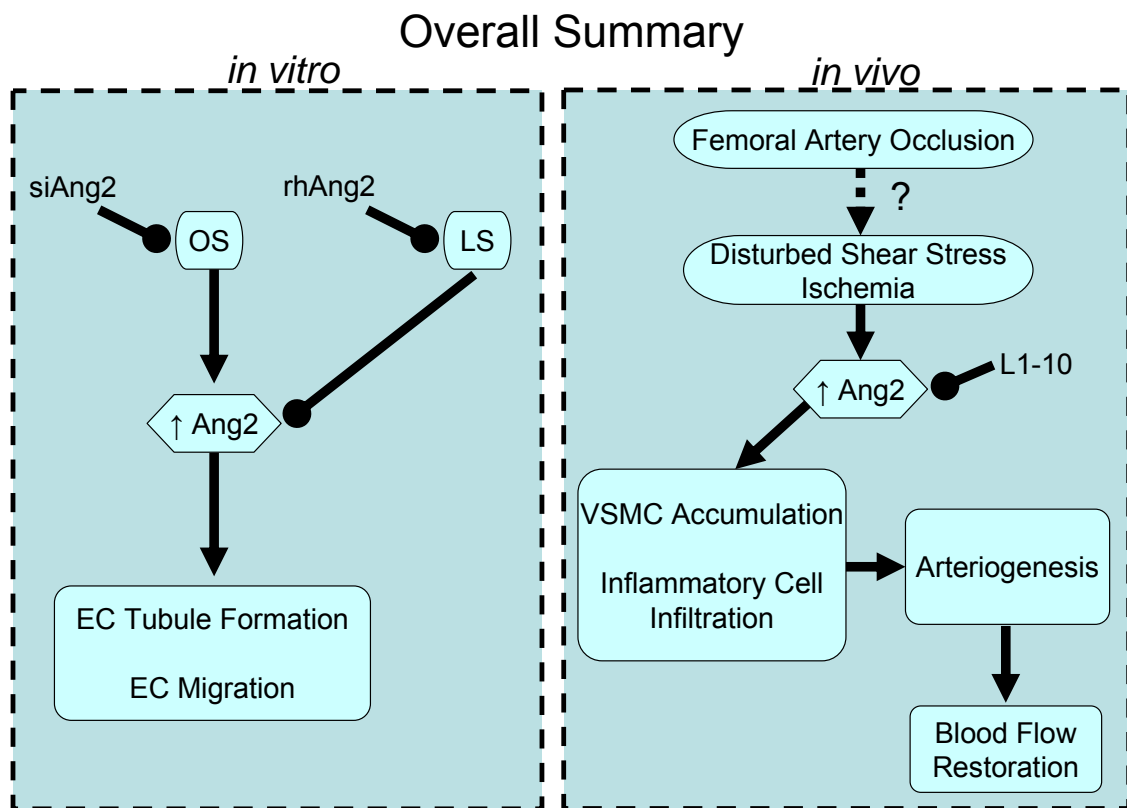 Overall Summary
in vitro
siAng2
rhAng2
OS
LS
↑ Ang2
EC Tubule Formation
EC Migration
in vivo
Femoral Artery Occlusion
?
Disturbed Shear Stress
Ischemia
↑ Ang2
L1-10
VSMC Accumulation
Inflammatory Cell
Infiltration
Arteriogenesis
Blood Flow
Restoration